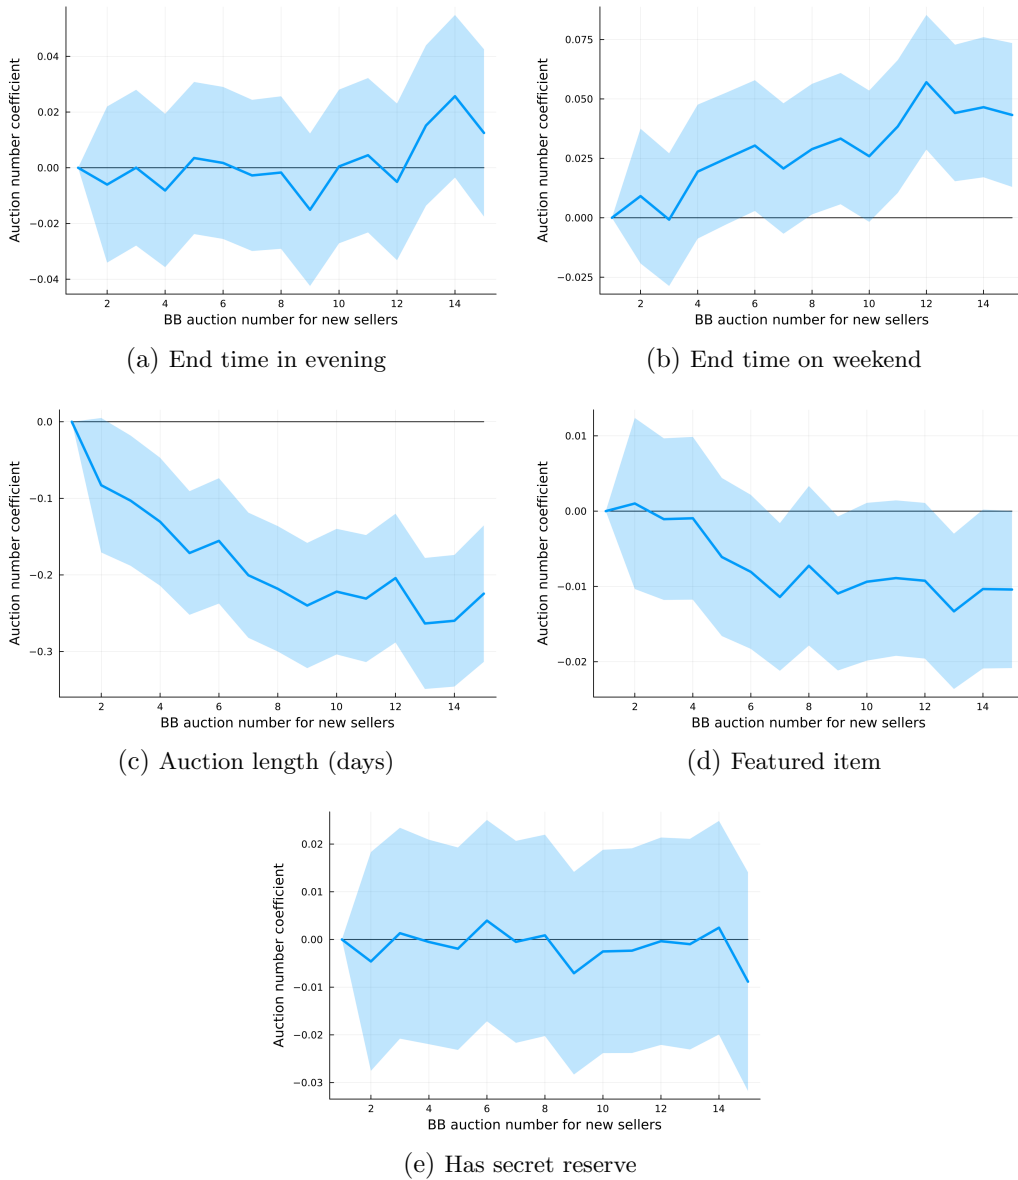 Auction number coefficient
0.04
0.02
0.00
−0.02
−0.04
2 4 6 8 10 12 14
BB auction number for new sellers
(a) End time in evening
Auction number coefficient
0.075
0.050
0.025
0.000
−0.025
2 4 6 8 10 12 14
BB auction number for new sellers
(b) End time on weekend
Auction number coefficient
0.0
−0.1
−0.2
−0.3
2 4 6 8 10 12 14
BB auction number for new sellers
(c) Auction length (days)
Auction number coefficient
0.01
0.00
−0.01
−0.02
2 4 6 8 10 12 14
BB auction number for new sellers
(d) Featured item
Auction number coefficient
0.02
0.01
0.00
−0.01
−0.02
−0.03
2 4 6 8 10 12 14
BB auction number for new sellers
(e) Has secret reserve